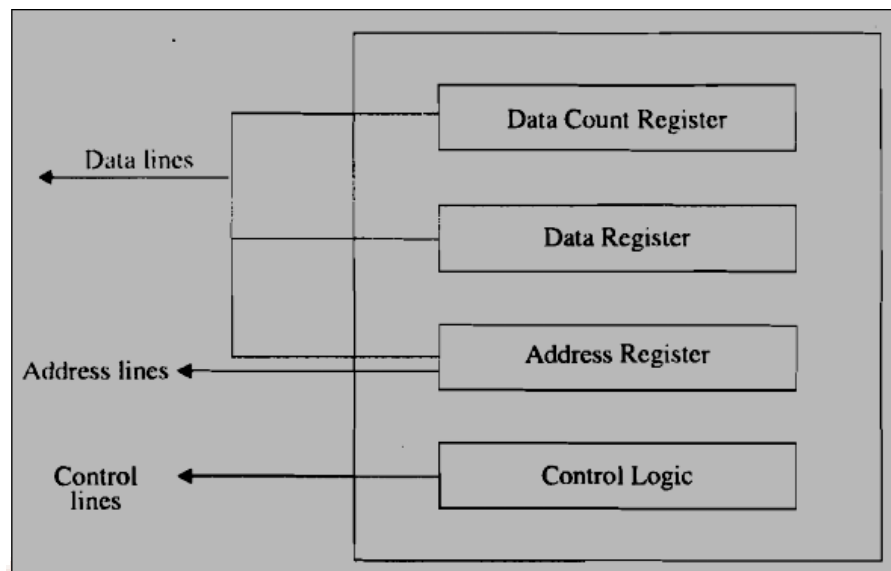 Data Count Register
Data lines
Data Register
Address Register
Address lines
Control Logic
Control
lines